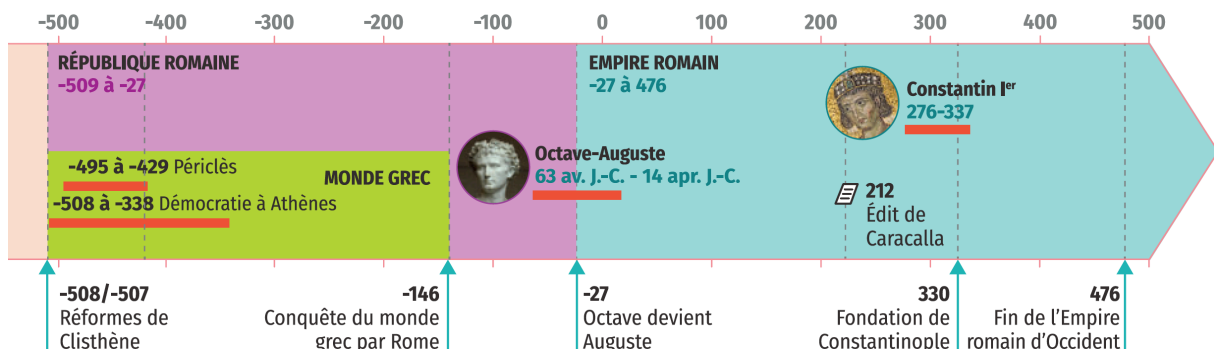 -500 -400 -300 -200 -100 0 100 200 300 400 500
RÉPUBLIQUE ROMAINE
-509 à -27
EMPIRE ROMAIN
-27 à 476
Constantin Ier
276-337
-495 à -429 Périclès
MONDE GREC
-508 à -338 Démocratie à Athènes
Octave-Auguste
63 av. J.-C. - 14 apr. J.-C.
212
Édit de
Caracalla
-508/-507
Réformes de
Clisthène
-146
Conquête du monde
grec par Rome
-27
Octave devient
Auguste
330
Fondation de
Constantinople
476
Fin de l’Empire
romain d’Occident